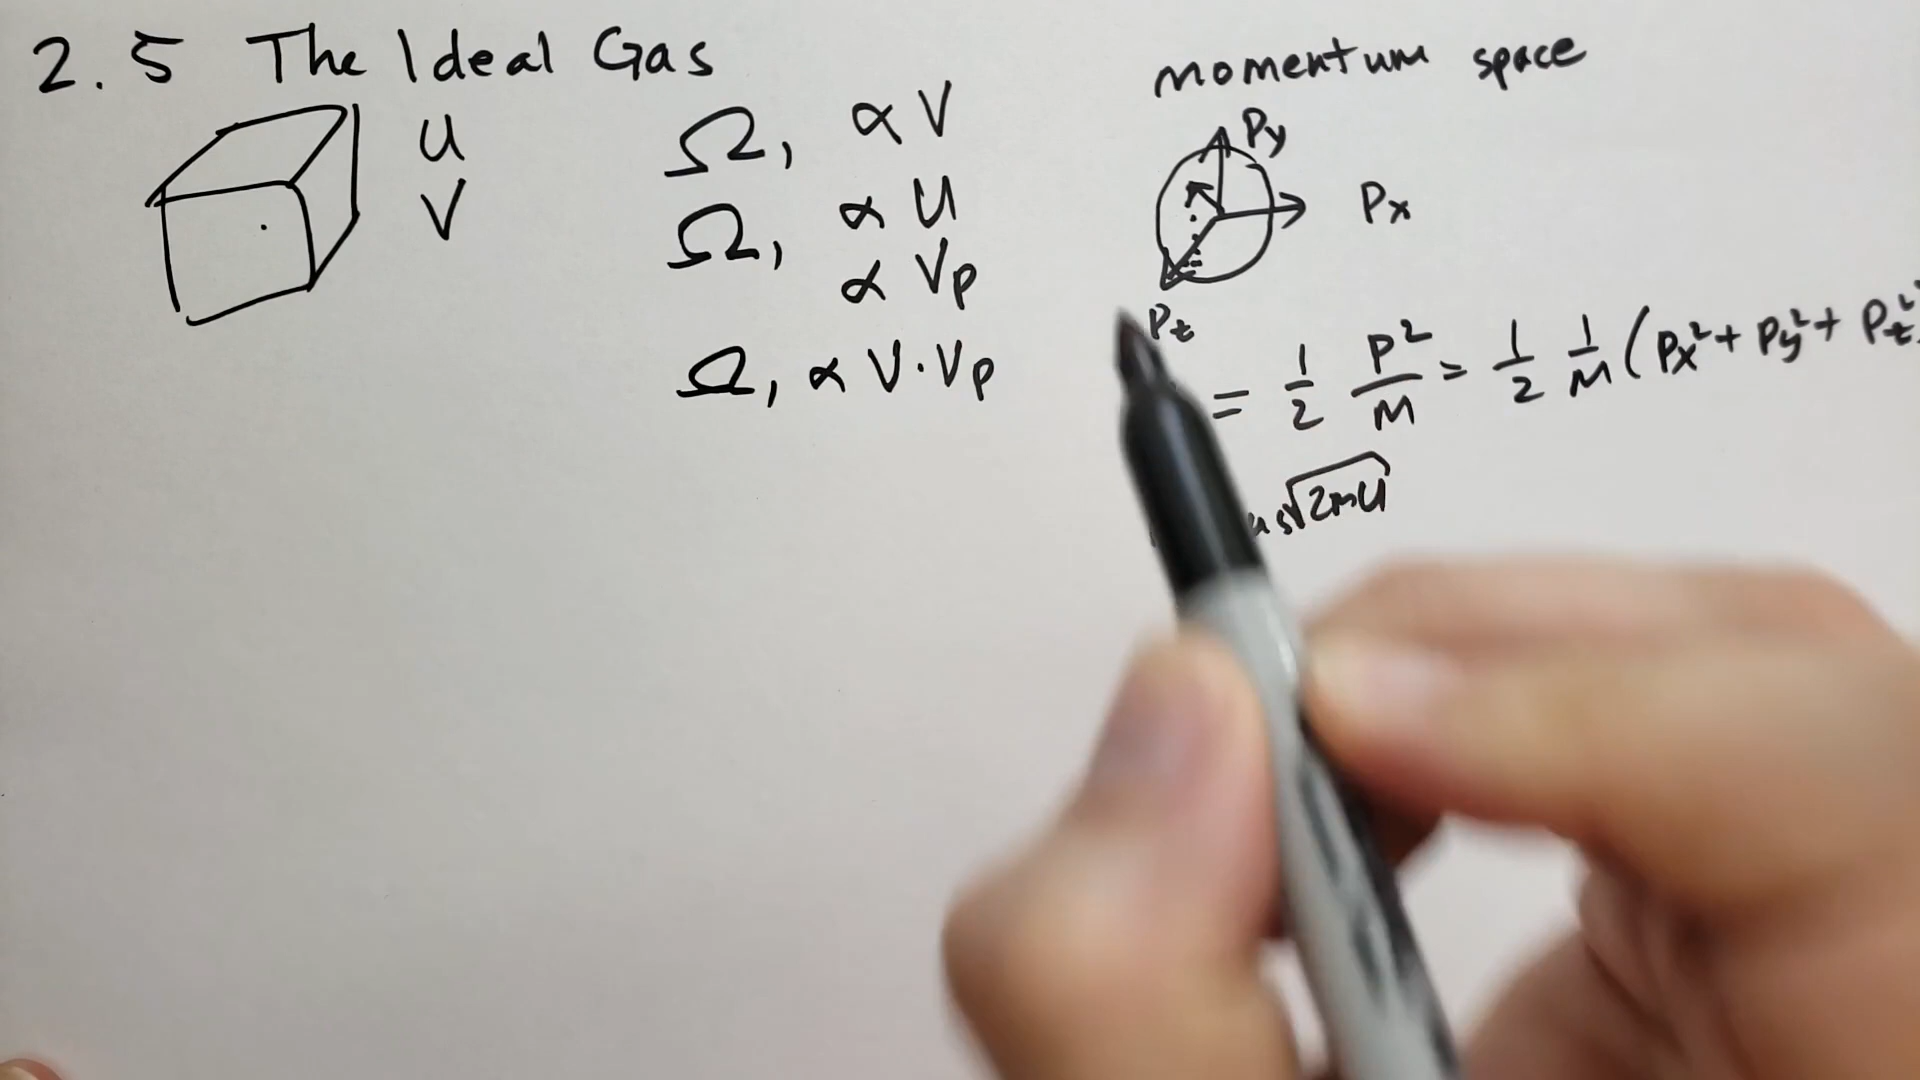 2.5 The Ideal Gas
U
V
Ω, α V
Ω, α U
α Vp
Ω, α V·Vp
momentum space
Py
Px
Pz
= 1/2 P²/M = 1/2 1/M (Px² + Py² + Pz²
√2mU